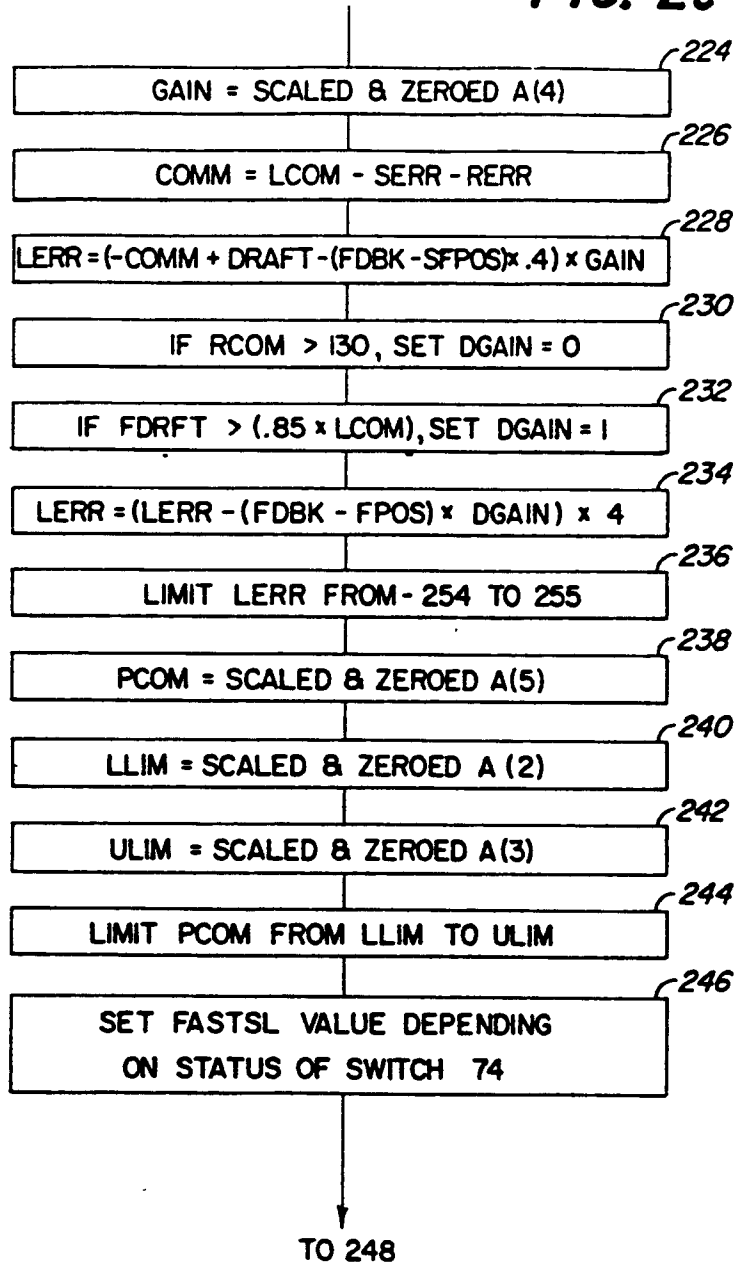 224
GAIN = SCALED & ZEROED A(4)
226
COMM = LCOM - SERR - RERR
228
LERR = (-COMM + DRAFT - (FDBK - SFPOS) x .4) x GAIN
230
IF RCOM > 130, SET DGAIN = 0
232
IF FDRFT > (.85 x LCOM), SET DGAIN = 1
234
LERR = (LERR - (FDBK - FPOS) x DGAIN) x 4
236
LIMIT LERR FROM - 254 TO 255
238
PCOM = SCALED & ZEROED A(5)
240
LLIM = SCALED & ZEROED A (2)
242
ULIM = SCALED & ZEROED A(3)
244
LIMIT PCOM FROM LLIM TO ULIM
246
SET FASTSL VALUE DEPENDING
ON STATUS OF SWITCH 74
TO 248